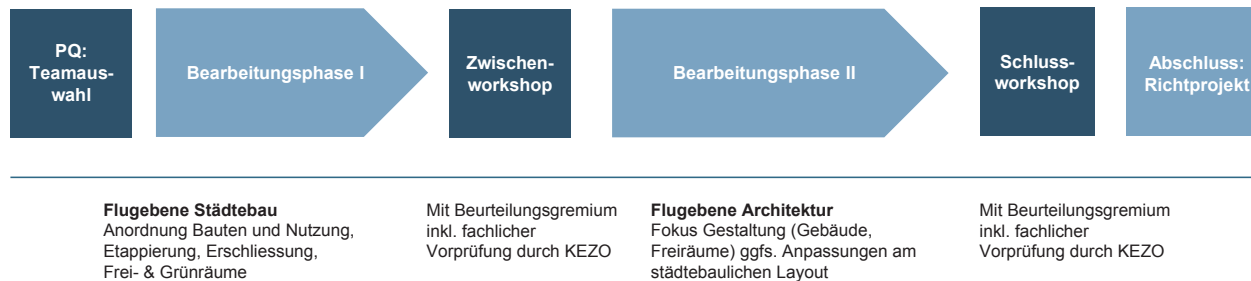 PQ:
Teamaus-
wahl
Bearbeitungsphase I
Zwischen-
workshop
Bearbeitungsphase II
Schluss-
workshop
Abschluss:
Richtprojekt
Flugebene Städtebau
Anordnung Bauten und Nutzung,
Etappierung, Erschliessung,
Frei- & Grünräume
Mit Beurteilungsgremium
inkl. fachlicher
Vorprüfung durch KEZO
Flugebene Architektur
Fokus Gestaltung (Gebäude,
Freiräume) ggfs. Anpassungen am
städtebaulichen Layout
Mit Beurteilungsgremium
inkl. fachlicher
Vorprüfung durch KEZO